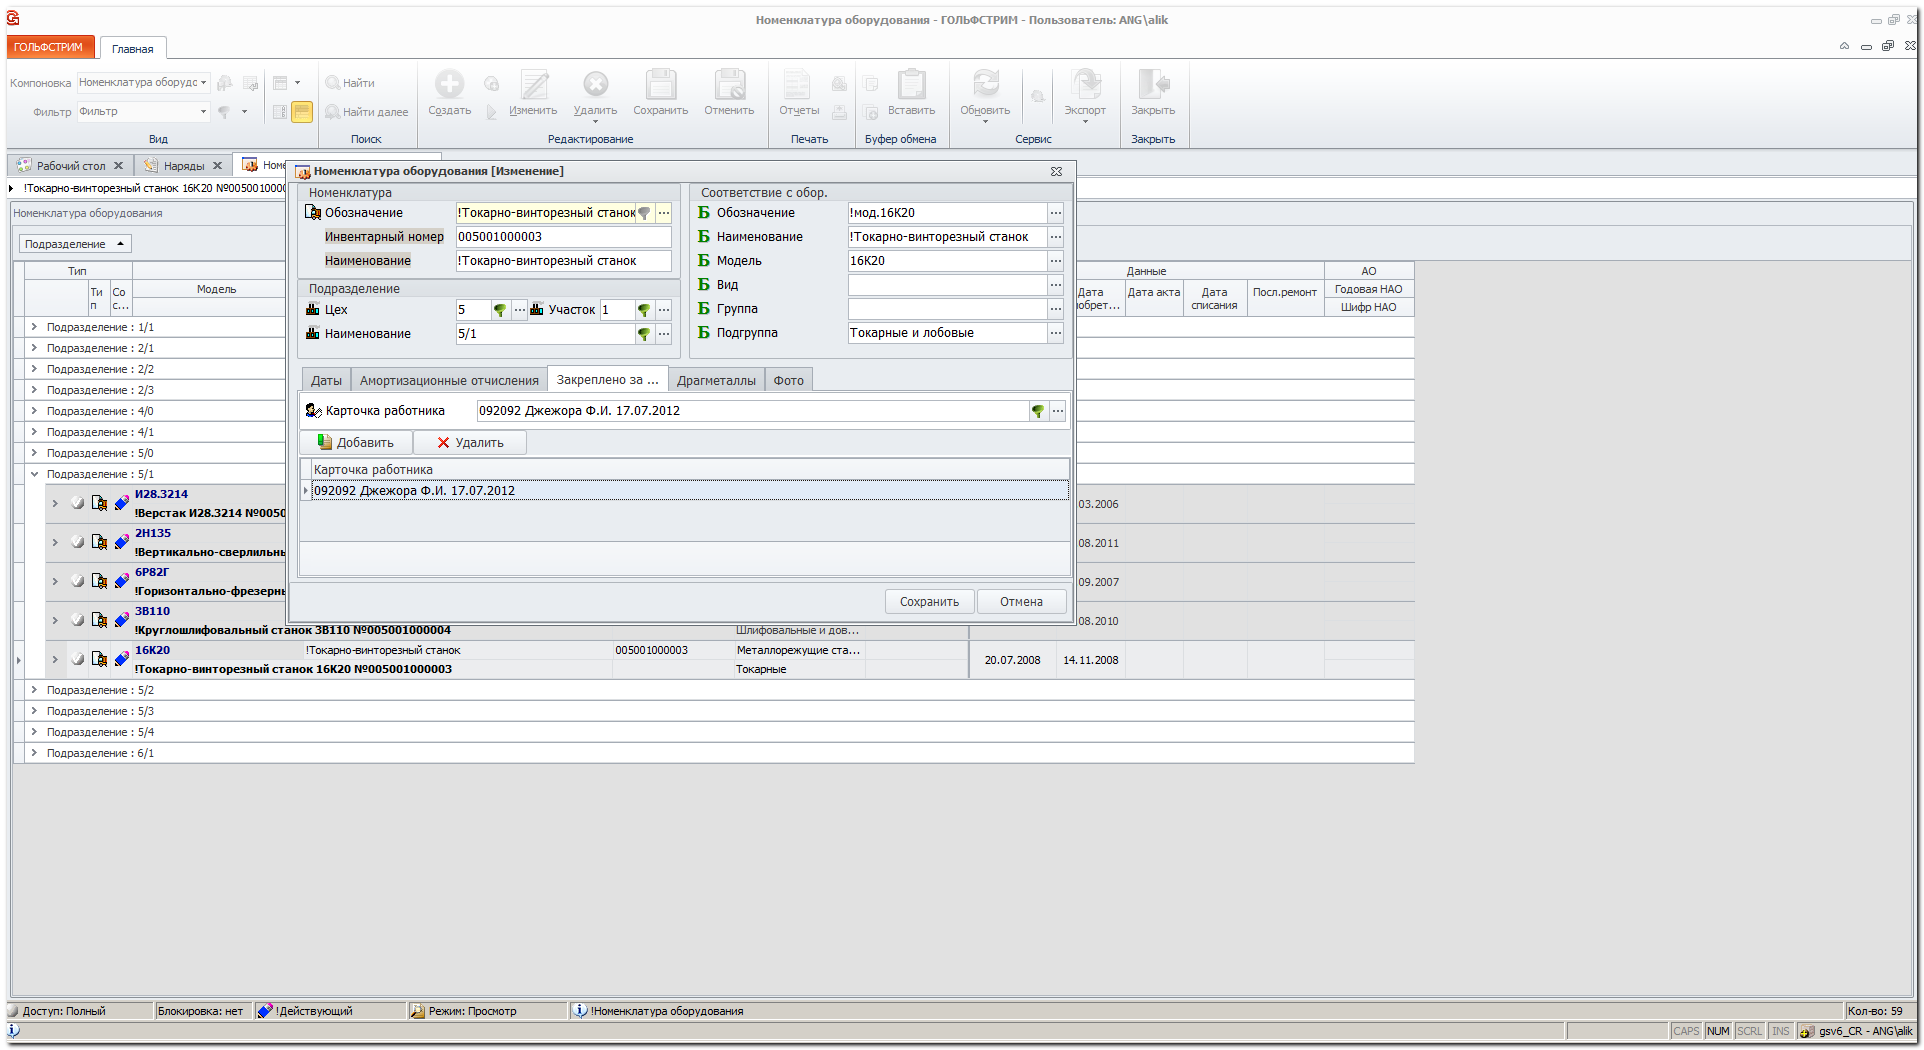 Номенклатура оборудования - ГОЛЬФСТРИМ - Пользователь: ANG\alik
ГОЛЬФСТРИМ
Главная
Компоновка
Номенклатура оборудс
Фильтр
Фильтр
Вид
Найти
Найти далее
Поиск
Создать
Изменить
Удалить
Сохранить
Отменить
Редактирование
Отчеты
Печать
Вставить
Буфер обмена
Обновить
Экспорт
Сервис
Закрыть
Закрыть
Рабочий стол
Наряды
Номе
!Токарно-винторезный станок 16К20 №005001000
Номенклатура оборудования
Подразделение
Номенклатура оборудования [Изменение]
Номенклатура
Обозначение !Токарно-винторезный станок
Инвентарный номер 005001000003
Наименование !Токарно-винторезный станок
Подразделение
Цех 5 Участок 1
Наименование 5/1
Соответствие с обор.
Б Обозначение !мод.16К20
Б Наименование !Токарно-винторезный станок
Б Модель 16К20
Б Вид
Б Группа
Б Подгруппа Токарные и лобовые
Даты Амортизационные отчисления Закреплено за ... Драгметаллы Фото
Карточка работника 092092 Джежора Ф.И. 17.07.2012
Добавить Удалить
Карточка работника
092092 Джежора Ф.И. 17.07.2012
Сохранить Отмена
Тип
Ти п
Со с...
Модель
Данные
Дата
обрет...
Дата акта
Дата списания
Посл.ремонт
АО
Годовая НАО
Шифр НАО
Подразделение : 1/1
Подразделение : 2/1
Подразделение : 2/2
Подразделение : 2/3
Подразделение : 4/0
Подразделение : 4/1
Подразделение : 5/0
Подразделение : 5/1
И28.3214
!Верстак И28.3214 №0050
03.2006
2Н135
!Вертикально-сверлильн
08.2011
6Р82Г
!Горизонтально-фрезерн
09.2007
3В110
!Круглошлифовальный станок 3В110 №005001000004 Шлифовальные и дов...
08.2010
16К20 !Токарно-винторезный станок 005001000003 Металлорежущие ста...
20.07.2008 14.11.2008
!Токарно-винторезный станок 16К20 №005001000003 Токарные
Подразделение : 5/2
Подразделение : 5/3
Подразделение : 5/4
Подразделение : 6/1
Доступ: Полный Блокировка: нет !Действующий Режим: Просмотр !Номенклатура оборудования Кол-во: 59
CAPS NUM SCRL INS gsv6_CR - ANG\alik